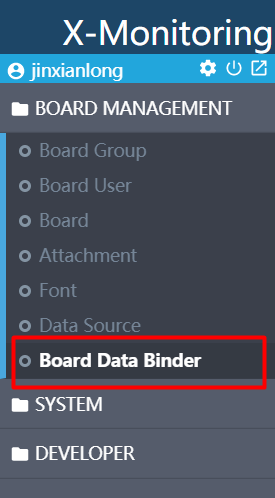 X-Monitoring
jinxianlong
BOARD MANAGEMENT
Board Group
Board User
Board
Attachment
Font
Data Source
Board Data Binder
SYSTEM
DEVELOPER